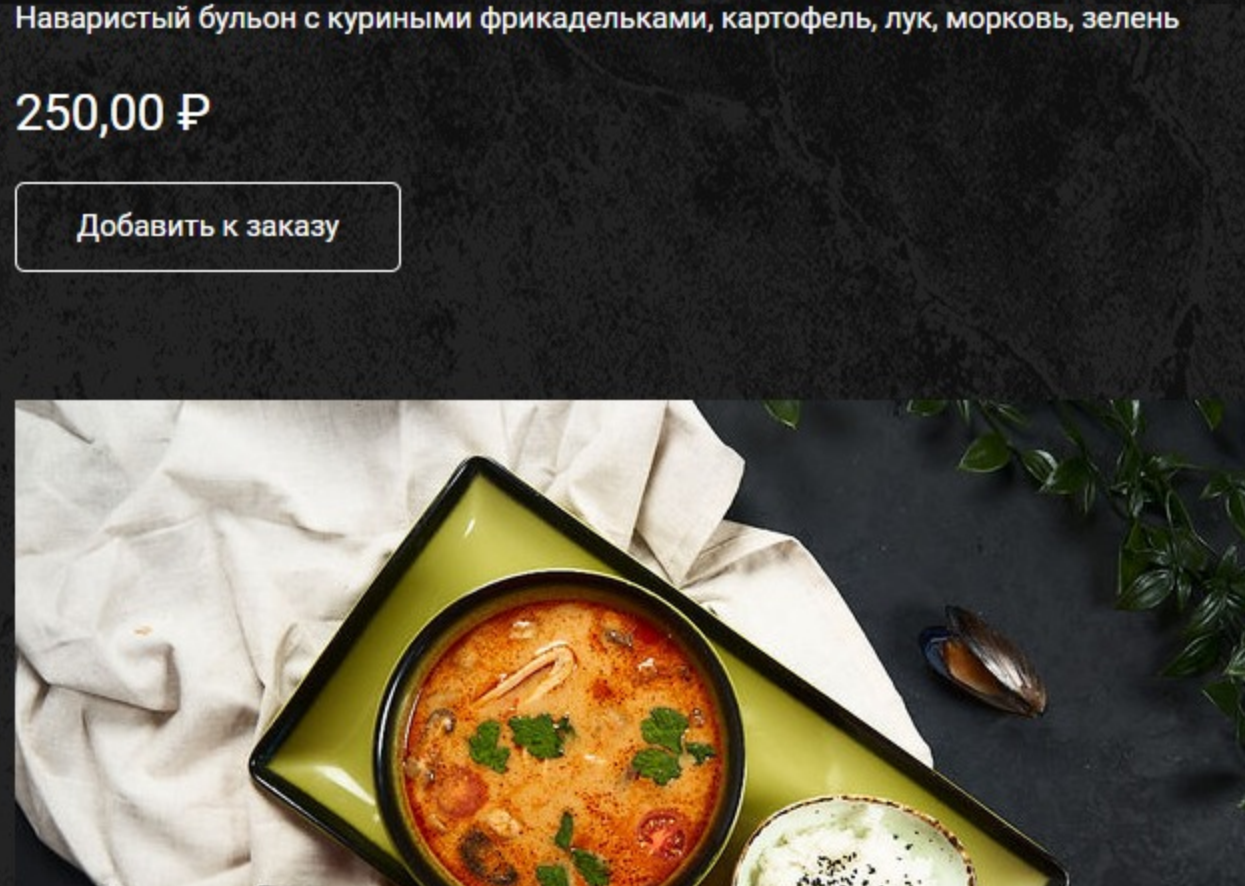 Наваристый бульон с куриными фрикадельками, картофель, лук, морковь, зелень
250,00 ₽
Добавить к заказу